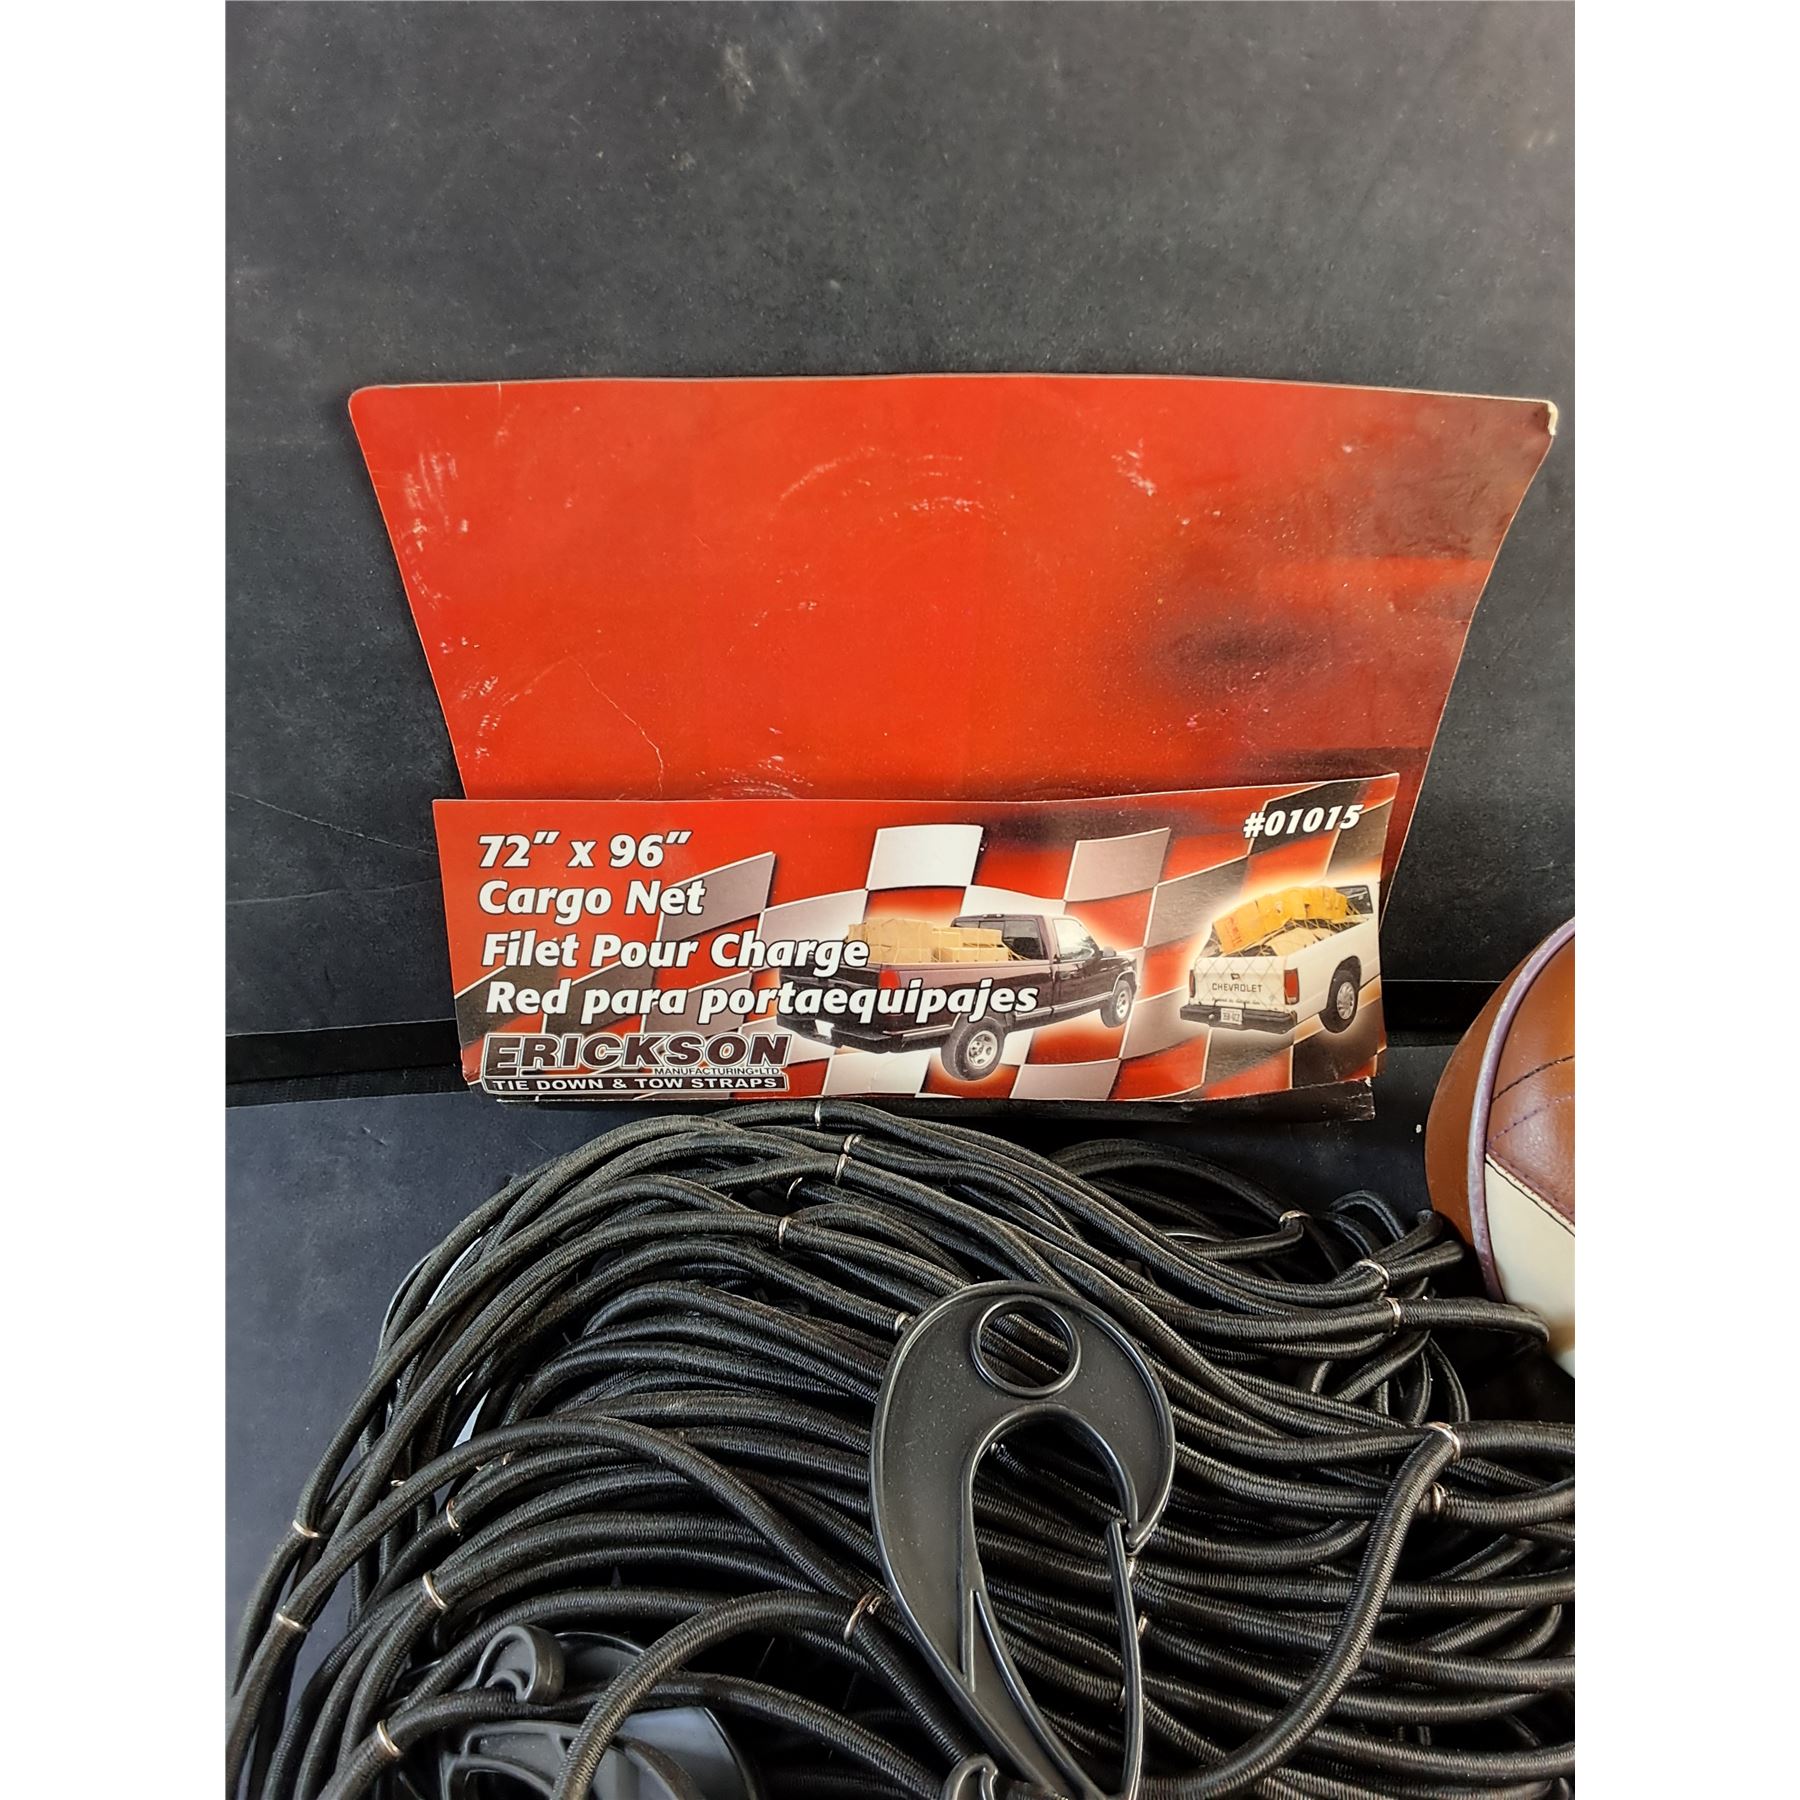 72” x 96”
#01015
Cargo Net
Filet Pour Charge
Red para portaequipajes
ERICKSON
MANUFACTURING•LTD
TIE DOWN & TOW STRAPS
CHEVROLET